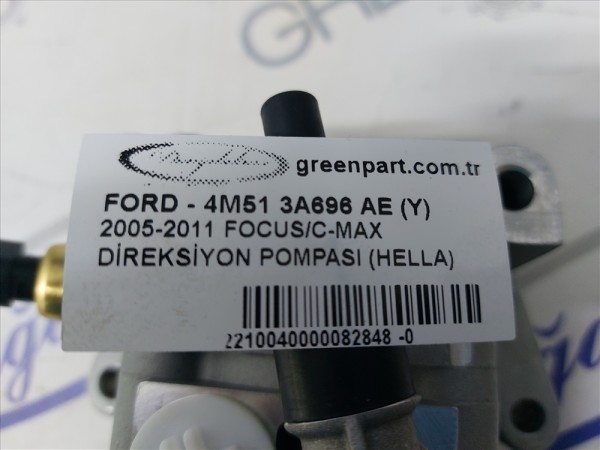 greenpart.com.tr
FORD - 4M51 3A696 AE (Y)
2005-2011 FOCUS/C-MAX
DİREKSİYON POMPASI (HELLA)
2210040000082848 -0